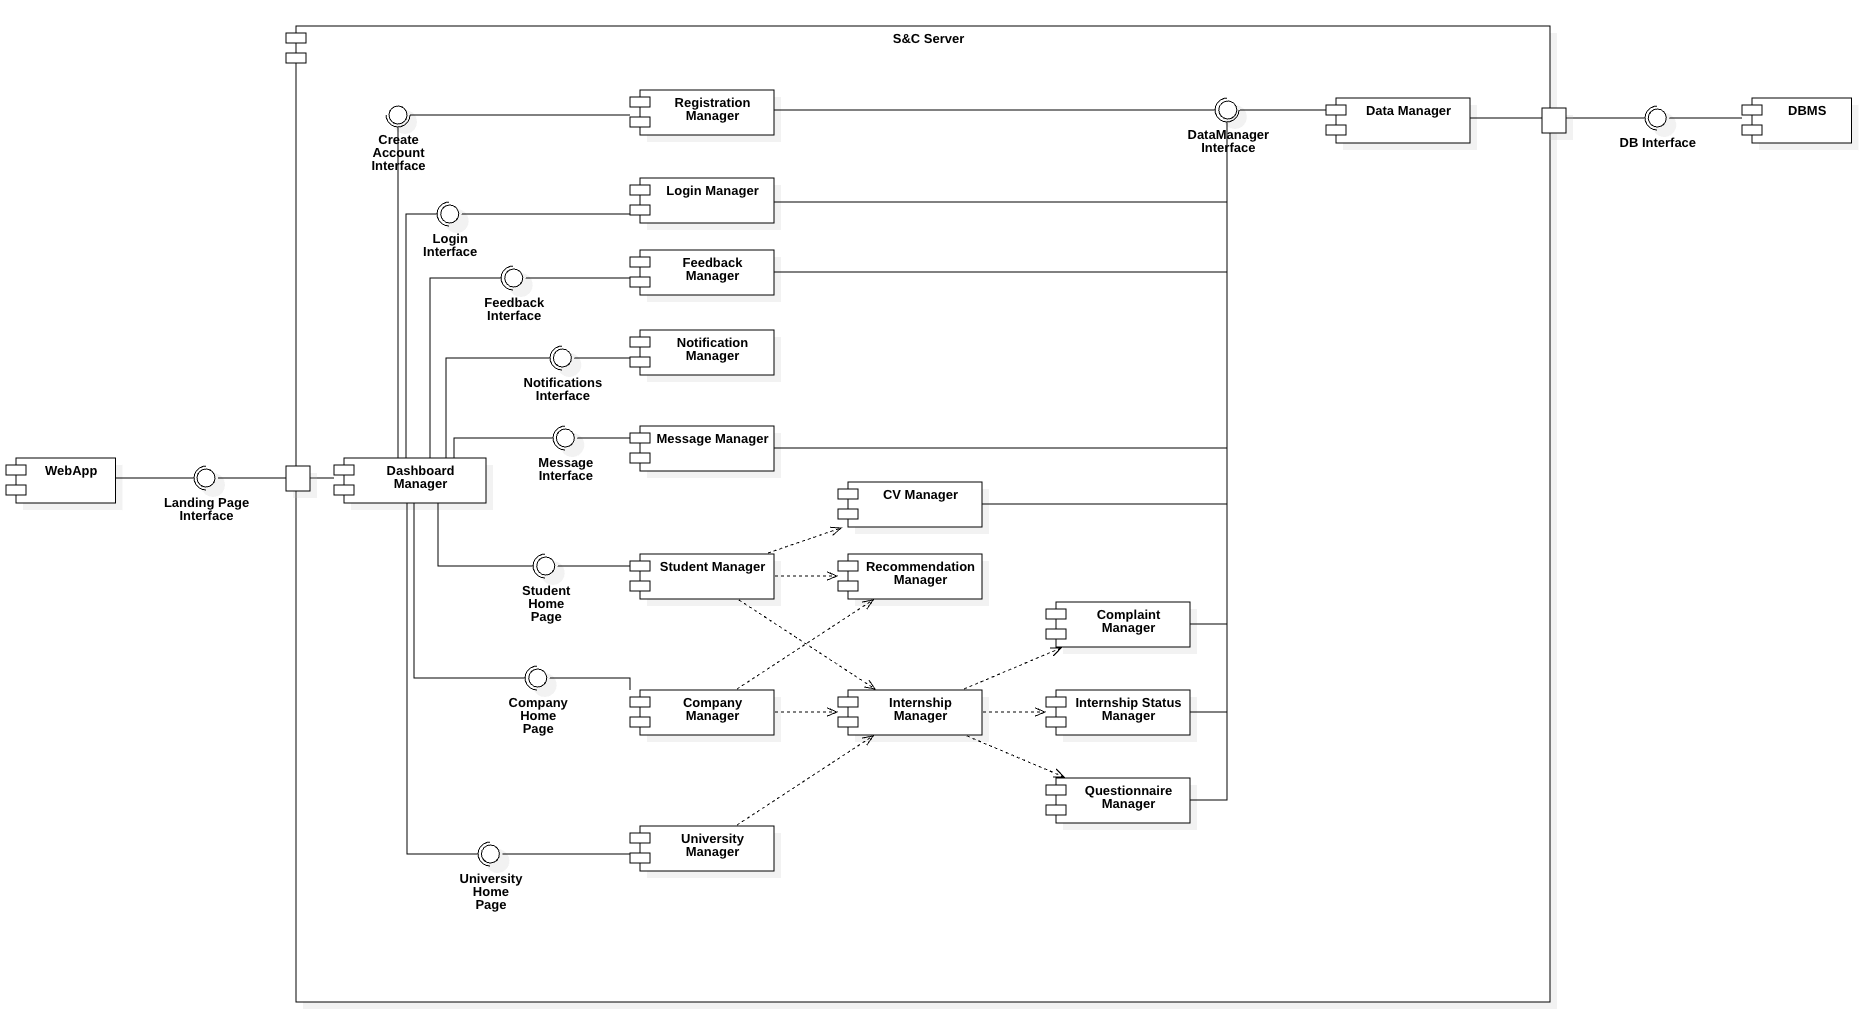 S&C Server
Registration
Manager
Data Manager
DBMS
Create
Account
Interface
DataManager
Interface
DB Interface
Login Manager
Login
Interface
Feedback
Manager
Feedback
Interface
Notification
Manager
Notifications
Interface
Message Manager
Message
Interface
WebApp
Landing Page
Interface
Dashboard
Manager
CV Manager
Student Manager
Recommendation
Manager
Student
Home
Page
Complaint
Manager
Company
Home
Page
Company
Manager
Internship
Manager
Internship Status
Manager
Questionnaire
Manager
University
Manager
University
Home
Page